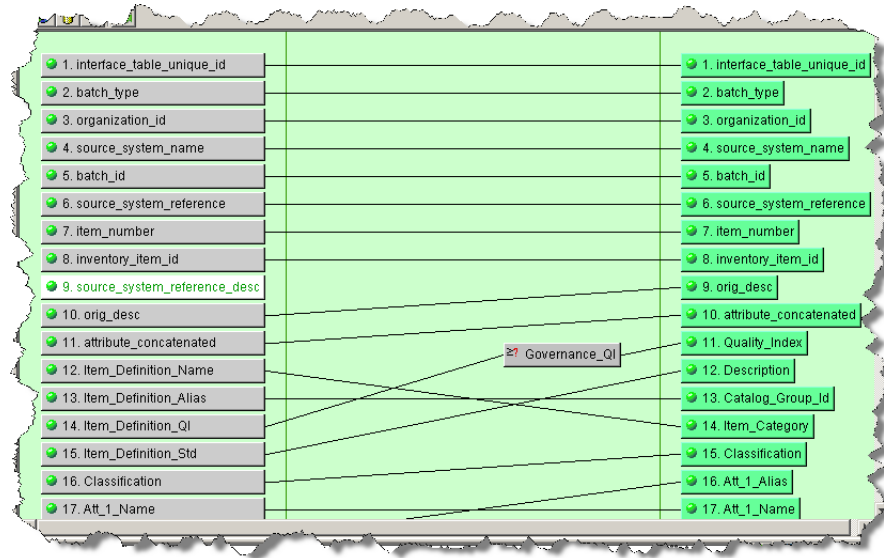 1. interface_table_unique_id
2. batch_type
3. organization_id
4. source_system_name
5. batch_id
6. source_system_reference
7. item_number
8. inventory_item_id
9. source_system_reference_desc
10. orig_desc
11. attribute_concatenated
12. Item_Definition_Name
13. Item_Definition_Alias
14. Item_Definition_QI
15. Item_Definition_Std
16. Classification
17. Att_1_Name
≥? Governance_QI
1. interface_table_unique_id
2. batch_type
3. organization_id
4. source_system_name
5. batch_id
6. source_system_reference
7. item_number
8. inventory_item_id
9. orig_desc
10. attribute_concatenated
11. Quality_Index
12. Description
13. Catalog_Group_Id
14. Item_Category
15. Classification
16. Att_1_Alias
17. Att_1_Name